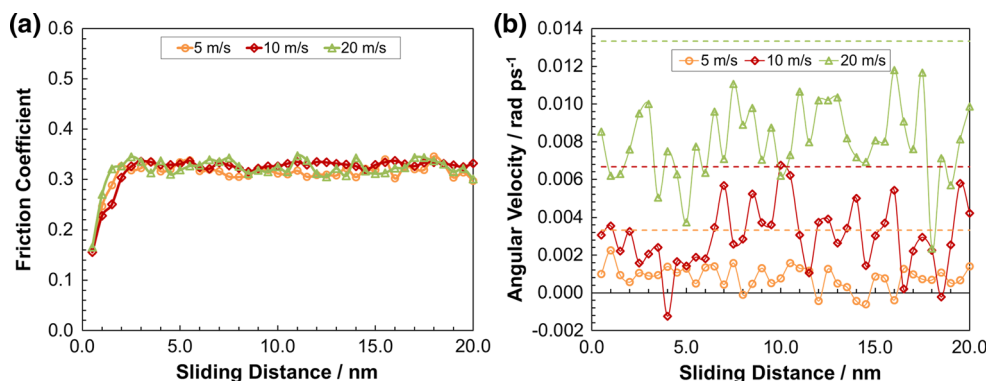 (a)
5 m/s 10 m/s 20 m/s
Friction Coefficient
0.6
0.5
0.4
0.3
0.2
0.1
0.0
0.0 5.0 10.0 15.0 20.0
Sliding Distance / nm
(b)
5 m/s 10 m/s 20 m/s
Angular Velocity / rad ps⁻¹
0.014
0.012
0.010
0.008
0.006
0.004
0.002
0.000
-0.002
0.0 5.0 10.0 15.0 20.0
Sliding Distance / nm